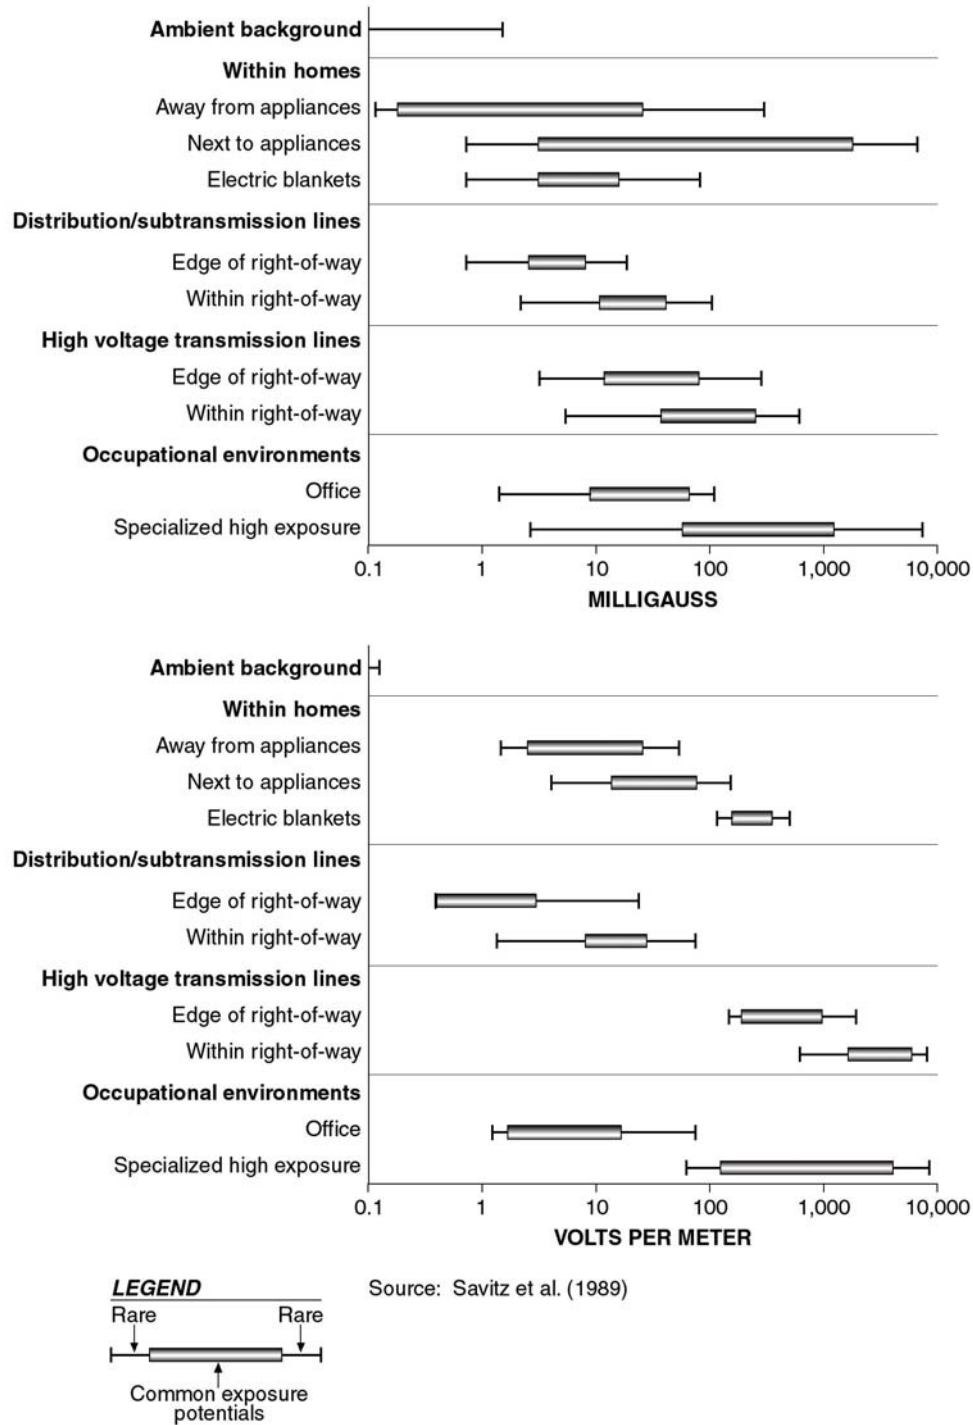 Ambient background
Within homes
Away from appliances
Next to appliances
Electric blankets
Distribution/subtransmission lines
Edge of right-of-way
Within right-of-way
High voltage transmission lines
Edge of right-of-way
Within right-of-way
Occupational environments
Office
Specialized high exposure
0.1 1 10 100 1,000 10,000
MILLIGAUSS
Ambient background
Within homes
Away from appliances
Next to appliances
Electric blankets
Distribution/subtransmission lines
Edge of right-of-way
Within right-of-way
High voltage transmission lines
Edge of right-of-way
Within right-of-way
Occupational environments
Office
Specialized high exposure
0.1 1 10 100 1,000 10,000
VOLTS PER METER
LEGEND
Source: Savitz et al. (1989)
Rare Rare
Common exposure
potentials